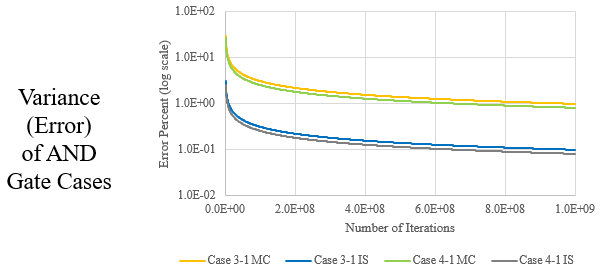 Variance
(Error)
of AND
Gate Cases
Error Percent (log scale)
1.0E+02
1.0E+01
1.0E+00
1.0E-01
1.0E-02
0.0E+00 2.0E+08 4.0E+08 6.0E+08 8.0E+08 1.0E+09
Number of Iterations
Case 3-1 MC Case 3-1 IS Case 4-1 MC Case 4-1 IS